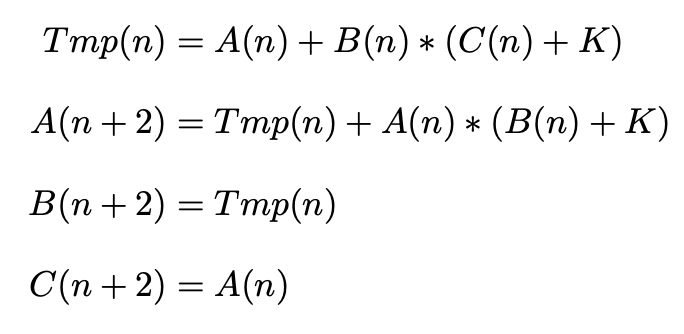 Tmp(n) = A(n) + B(n) * (C(n) + K)
A(n + 2) = Tmp(n) + A(n) * (B(n) + K)
B(n + 2) = Tmp(n)
C(n + 2) = A(n)